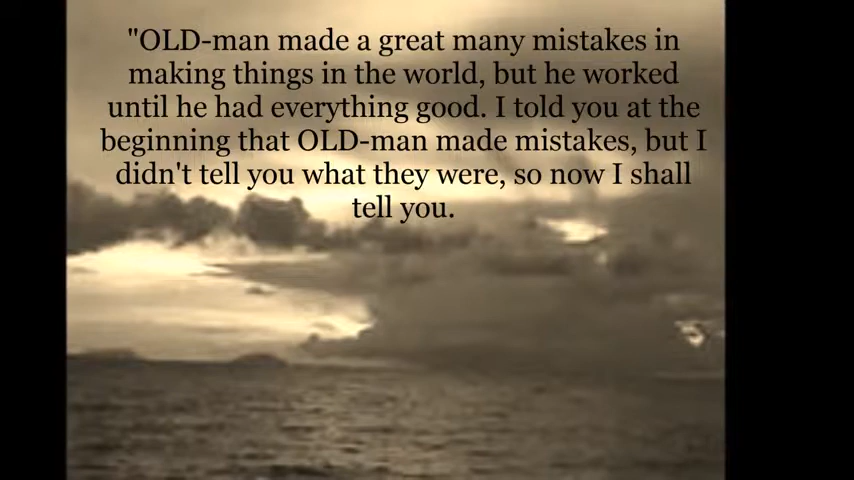 "OLD-man made a great many mistakes in
making things in the world, but he worked
until he had everything good. I told you at the
beginning that OLD-man made mistakes, but I
didn't tell you what they were, so now I shall
tell you.